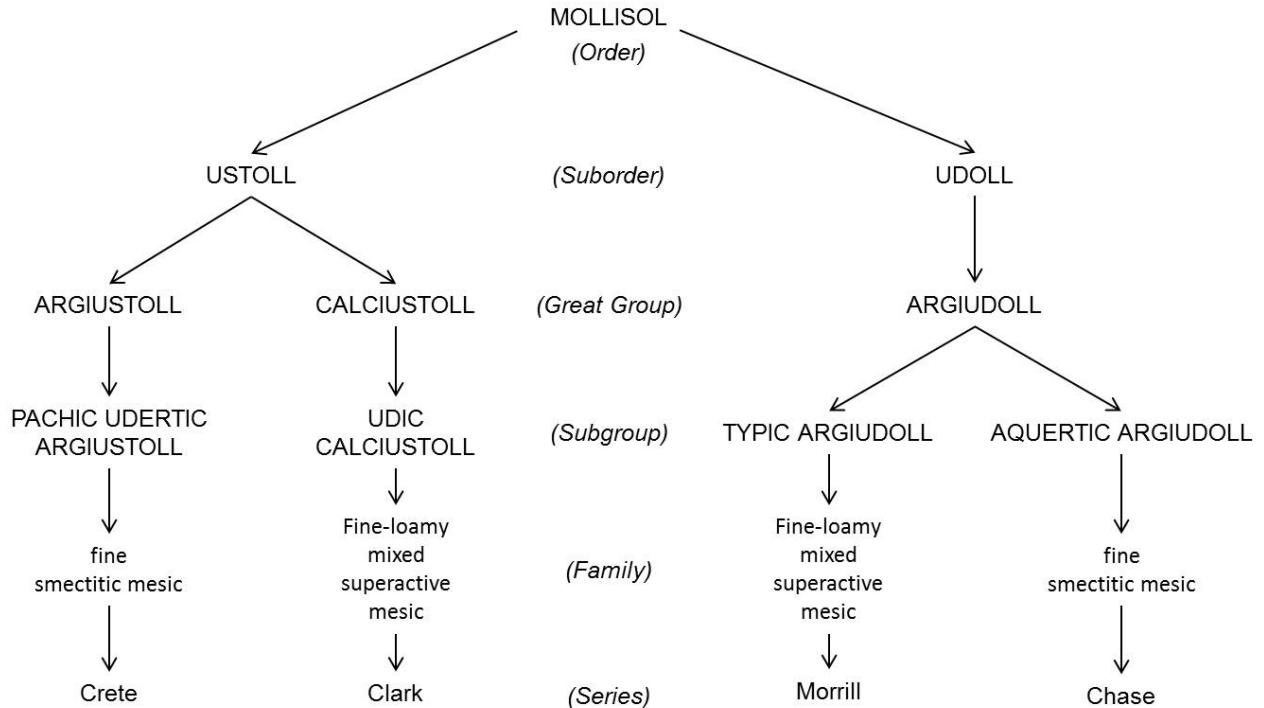 MOLLISOL
(Order)
USTOLL
(Suborder)
UDOLL
ARGIUSTOLL
CALCIUSTOLL
(Great Group)
ARGIUDOLL
PACHIC UDERTIC
ARGIUSTOLL
UDIC
CALCIUSTOLL
(Subgroup)
TYPIC ARGIUDOLL
AQUERTIC ARGIUDOLL
fine
smectitic mesic
Fine-loamy
mixed
superactive
mesic
(Family)
Fine-loamy
mixed
superactive
mesic
fine
smectitic mesic
Crete
Clark
(Series)
Morrill
Chase